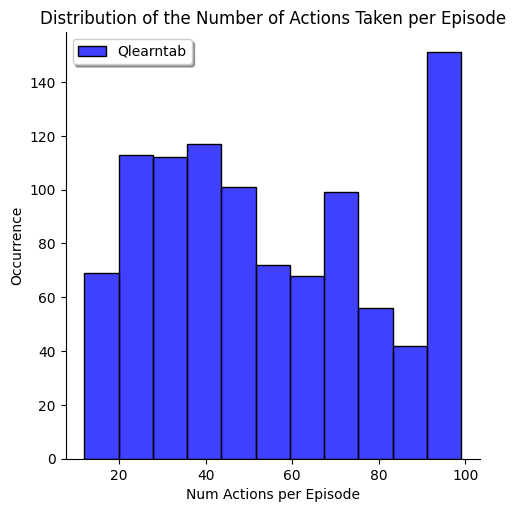 Distribution of the Number of Actions Taken per Episode
Qlearntab
140
120
100
80
60
40
20
0
Occurrence
20 40 60 80 100
Num Actions per Episode